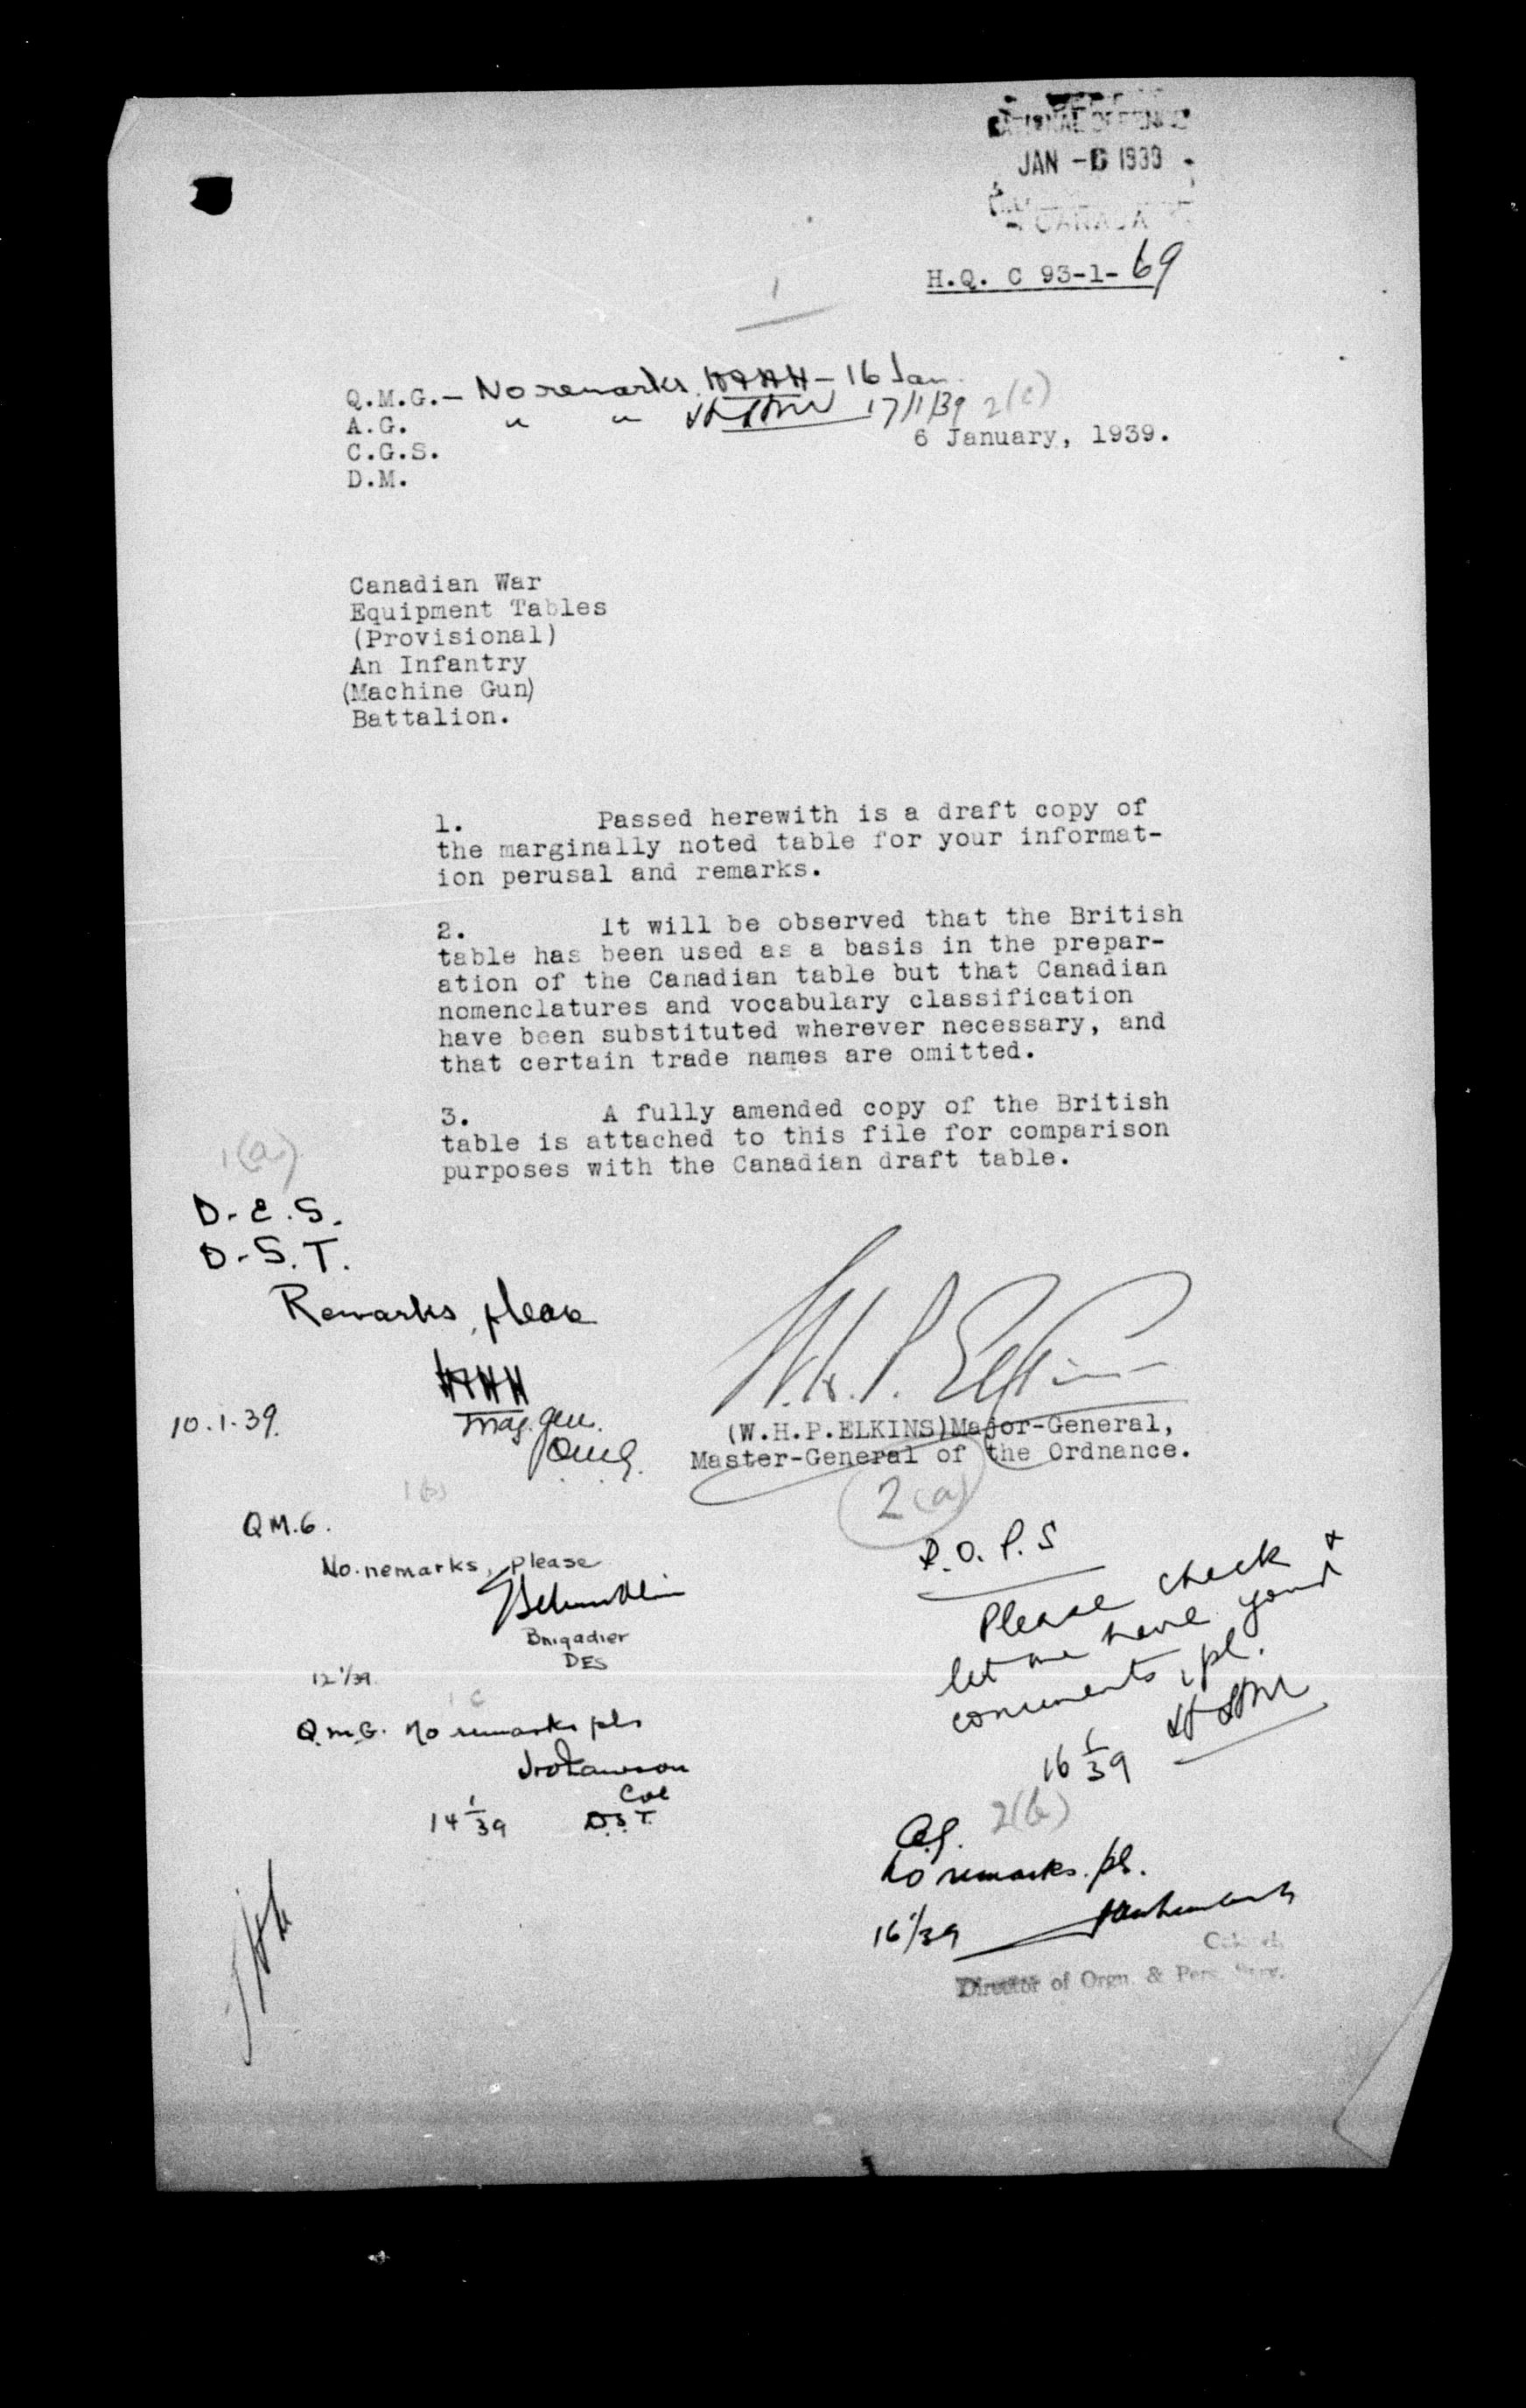 NATIONAL DEFENCE
JAN - 6 1939
CANADA
H.Q. C 93-1-69
1
Q.M.G. - No remarks. HHH - 16 Jan.
A.G. " " 17/1/39 2(c)
C.G.S.
6 January, 1939.
D.M.
Canadian War
Equipment Tables
(Provisional)
An Infantry
(Machine Gun)
Battalion.
1. Passed herewith is a draft copy of
the marginally noted table for your informat-
ion perusal and remarks.
2. It will be observed that the British
table has been used as a basis in the prepar-
ation of the Canadian table but that Canadian
nomenclatures and vocabulary classification
have been substituted wherever necessary, and
that certain trade names are omitted.
3. A fully amended copy of the British
table is attached to this file for comparison
purposes with the Canadian draft table.
1(a)
D.E.S.
D.S.T.
Remarks, please
Maj. gen.
QMG.
10.1.39.
W.H.P. Elkins
(W.H.P.ELKINS)Major-General,
Master-General of the Ordnance.
1(b)
Q.M.G.
No remarks, please
Brigadier
DES
12/1/39
1 c
Q.M.G. No remarks pls
Col
14 1/39 D.S.T.
2(a)
D.O.P.S
Please check &
let me have your
comments, pl.
16 1/39
2(b)
A.G.
No remarks. pls.
16/1/39
Colonel,
Director of Orgn. & Pers. Serv.